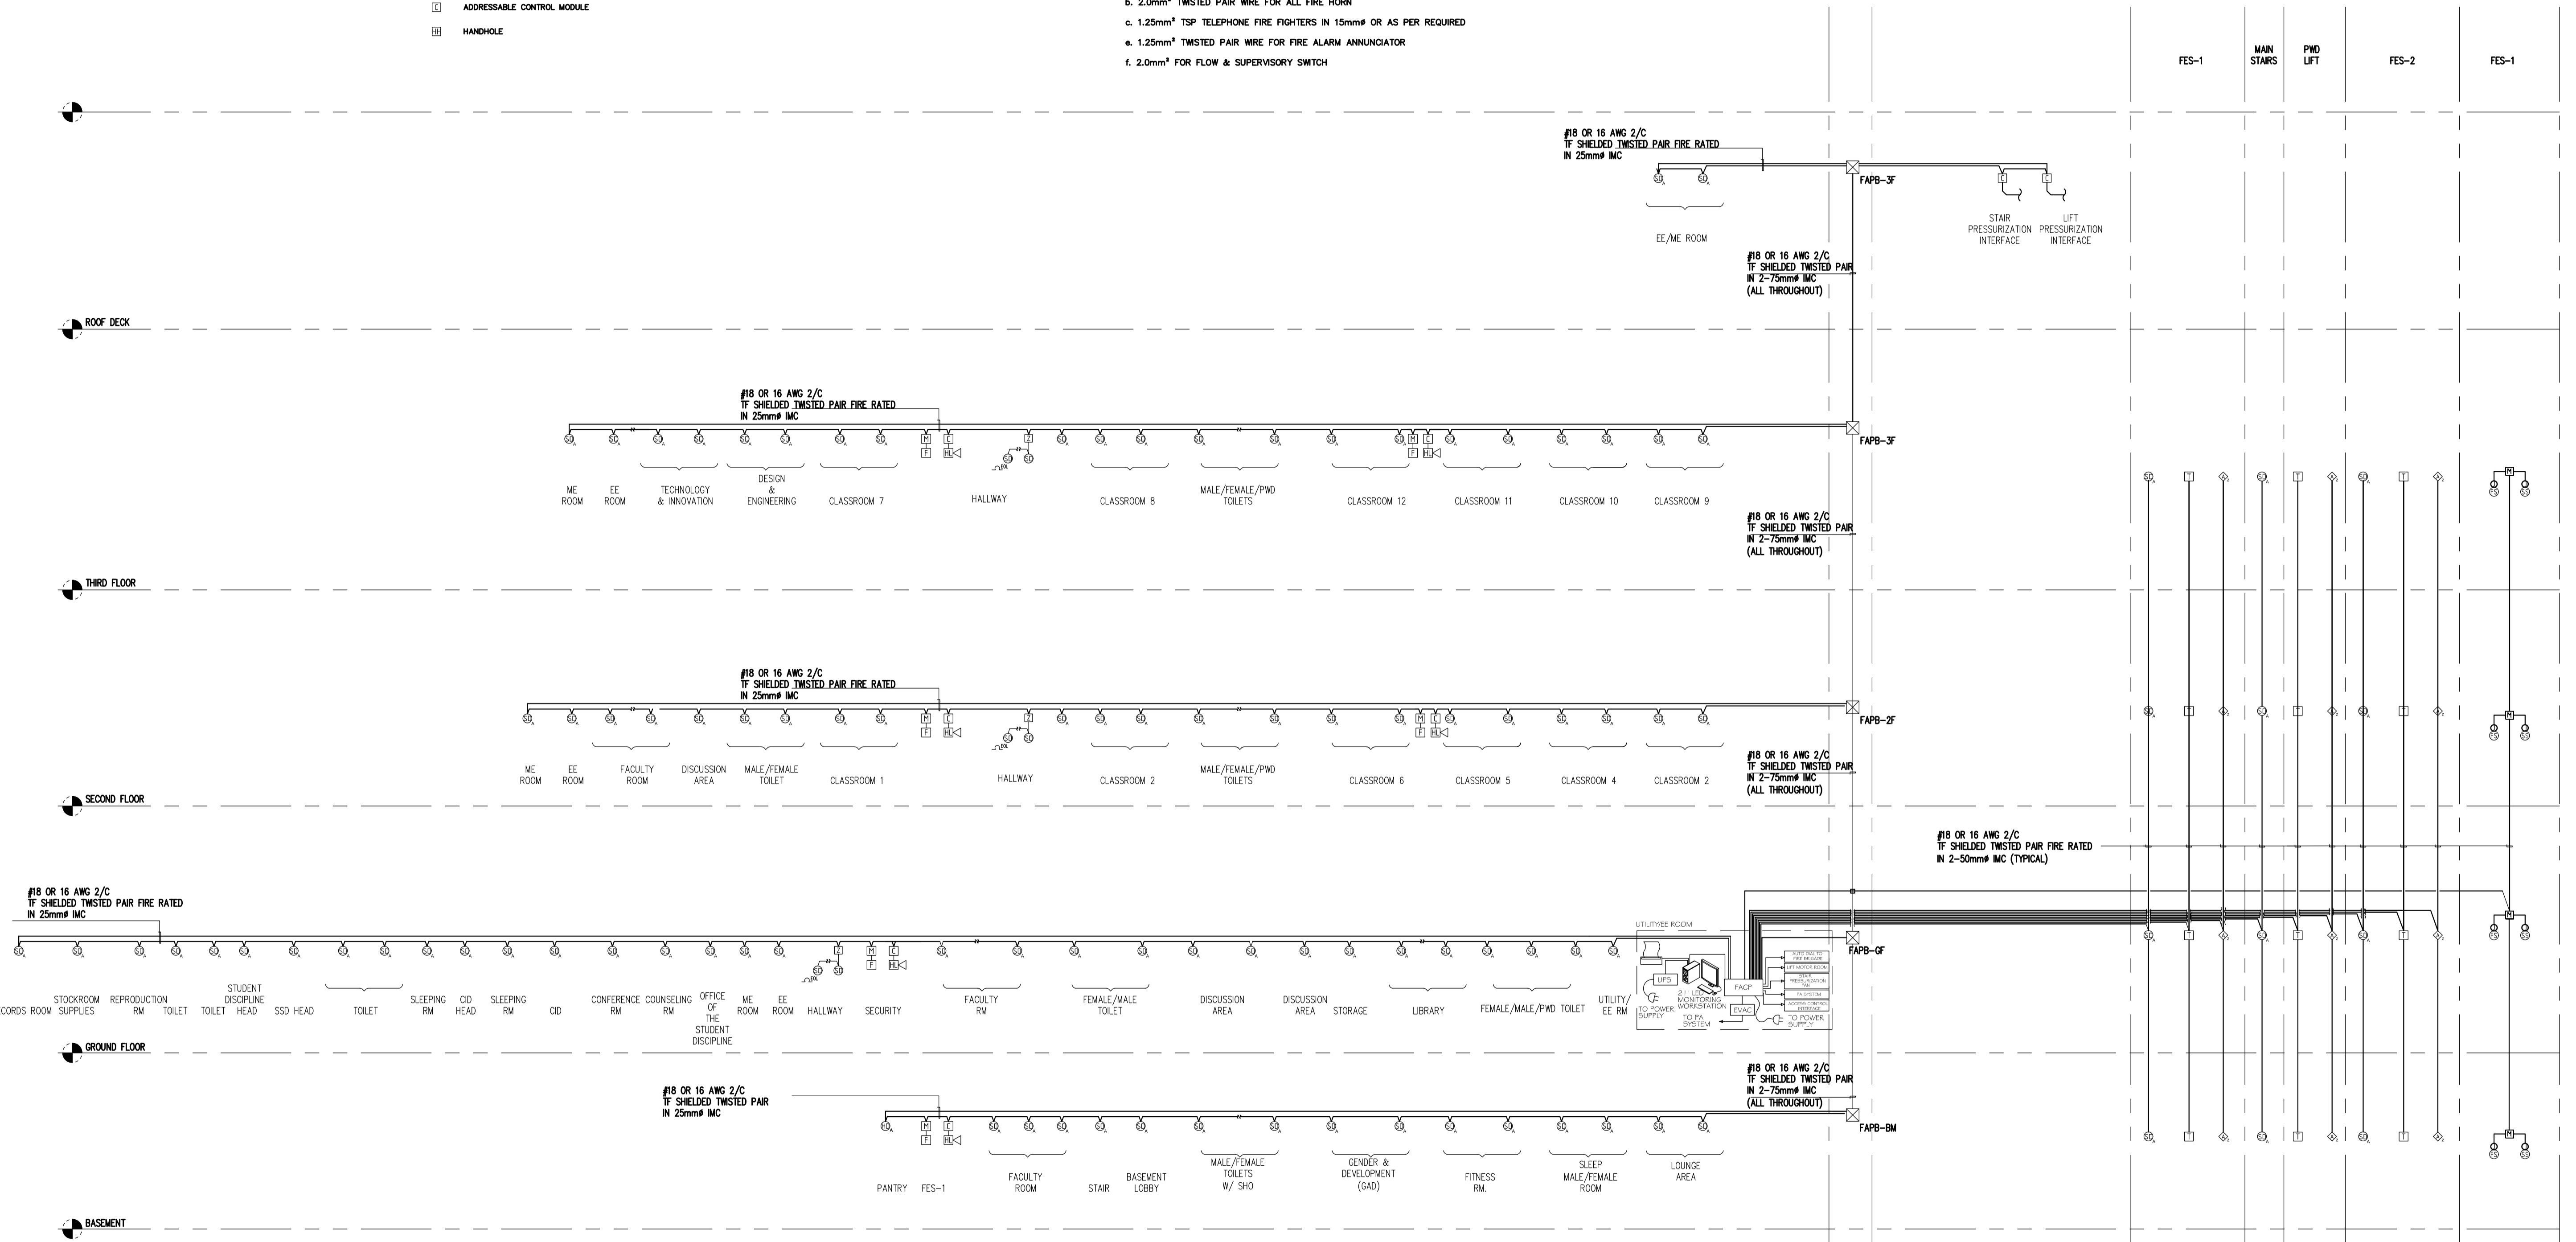 C ADDRESSABLE CONTROL MODULE
HH HANDHOLE
b. 2.0mm² TWISTED PAIR WIRE FOR ALL FIRE HORN
c. 1.25mm² TSP TELEPHONE FIRE FIGHTERS IN 15mmø OR AS PER REQUIRED
e. 1.25mm² TWISTED PAIR WIRE FOR FIRE ALARM ANNUNCIATOR
f. 2.0mm² FOR FLOW & SUPERVISORY SWITCH
FES-1
MAIN
STAIRS
PWD
LIFT
FES-2
FES-1
#18 OR 16 AWG 2/C
TF SHIELDED TWISTED PAIR FIRE RATED
IN 25mmø IMC
FAPB-3F
EE/ME ROOM
STAIR
PRESSURIZATION
INTERFACE
LIFT
PRESSURIZATION
INTERFACE
#18 OR 16 AWG 2/C
TF SHIELDED TWISTED PAIR
IN 2-75mmø IMC
(ALL THROUGHOUT)
ROOF DECK
#18 OR 16 AWG 2/C
TF SHIELDED TWISTED PAIR FIRE RATED
IN 25mmø IMC
FAPB-3F
ME
ROOM
EE
ROOM
TECHNOLOGY
& INNOVATION
DESIGN
&
ENGINEERING
CLASSROOM 7
HALLWAY
CLASSROOM 8
MALE/FEMALE/PWD
TOILETS
CLASSROOM 12
CLASSROOM 11
CLASSROOM 10
CLASSROOM 9
#18 OR 16 AWG 2/C
TF SHIELDED TWISTED PAIR
IN 2-75mmø IMC
(ALL THROUGHOUT)
THIRD FLOOR
#18 OR 16 AWG 2/C
TF SHIELDED TWISTED PAIR FIRE RATED
IN 25mmø IMC
FAPB-2F
ME
ROOM
EE
ROOM
FACULTY
ROOM
DISCUSSION
AREA
MALE/FEMALE
TOILET
CLASSROOM 1
HALLWAY
CLASSROOM 2
MALE/FEMALE/PWD
TOILETS
CLASSROOM 6
CLASSROOM 5
CLASSROOM 4
CLASSROOM 2
#18 OR 16 AWG 2/C
TF SHIELDED TWISTED PAIR
IN 2-75mmø IMC
(ALL THROUGHOUT)
SECOND FLOOR
#18 OR 16 AWG 2/C
TF SHIELDED TWISTED PAIR FIRE RATED
IN 2-50mmø IMC (TYPICAL)
#18 OR 16 AWG 2/C
TF SHIELDED TWISTED PAIR FIRE RATED
IN 25mmø IMC
CORDS ROOM
STOCKROOM
SUPPLIES
REPRODUCTION
RM
TOILET
TOILET
STUDENT
DISCIPLINE
HEAD
SSD HEAD
TOILET
SLEEPING
RM
CID
HEAD
SLEEPING
RM
CID
CONFERENCE
RM
COUNSELING
RM
OFFICE
OF
THE
STUDENT
DISCIPLINE
ME
ROOM
EE
ROOM
HALLWAY
SECURITY
FACULTY
RM
FEMALE/MALE
TOILET
DISCUSSION
AREA
DISCUSSION
AREA
STORAGE
LIBRARY
FEMALE/MALE/PWD TOILET
UTILITY/
EE RM
UTILITY/EE ROOM
UPS
TO POWER
SUPPLY
21" LED
MONITORING
WORKSTATION
TO PA
SYSTEM
FACP
EVAC
AUTO DIAL TO
FIRE BRIGADE
LIFT MOTOR ROOM
STAIR
PRESSURIZATION
FAN
PA SYSTEM
ACCESS CONTROL
INTERFACE
TO POWER
SUPPLY
FAPB-GF
GROUND FLOOR
#18 OR 16 AWG 2/C
TF SHIELDED TWISTED PAIR
IN 25mmø IMC
#18 OR 16 AWG 2/C
TF SHIELDED TWISTED PAIR
IN 2-75mmø IMC
(ALL THROUGHOUT)
FAPB-BM
PANTRY
FES-1
FACULTY
ROOM
STAIR
BASEMENT
LOBBY
MALE/FEMALE
TOILETS
W/ SHO
GENDER &
DEVELOPMENT
(GAD)
FITNESS
RM.
SLEEP
MALE/FEMALE
ROOM
LOUNGE
AREA
BASEMENT